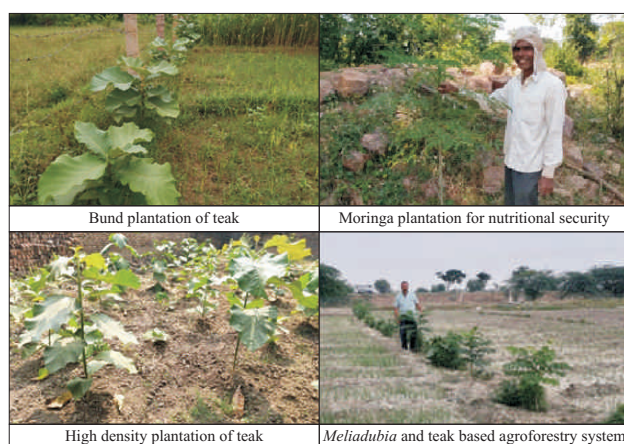 Bund plantation of teak
Moringa plantation for nutritional security
High density plantation of teak
Meliadubia and teak based agroforestry system